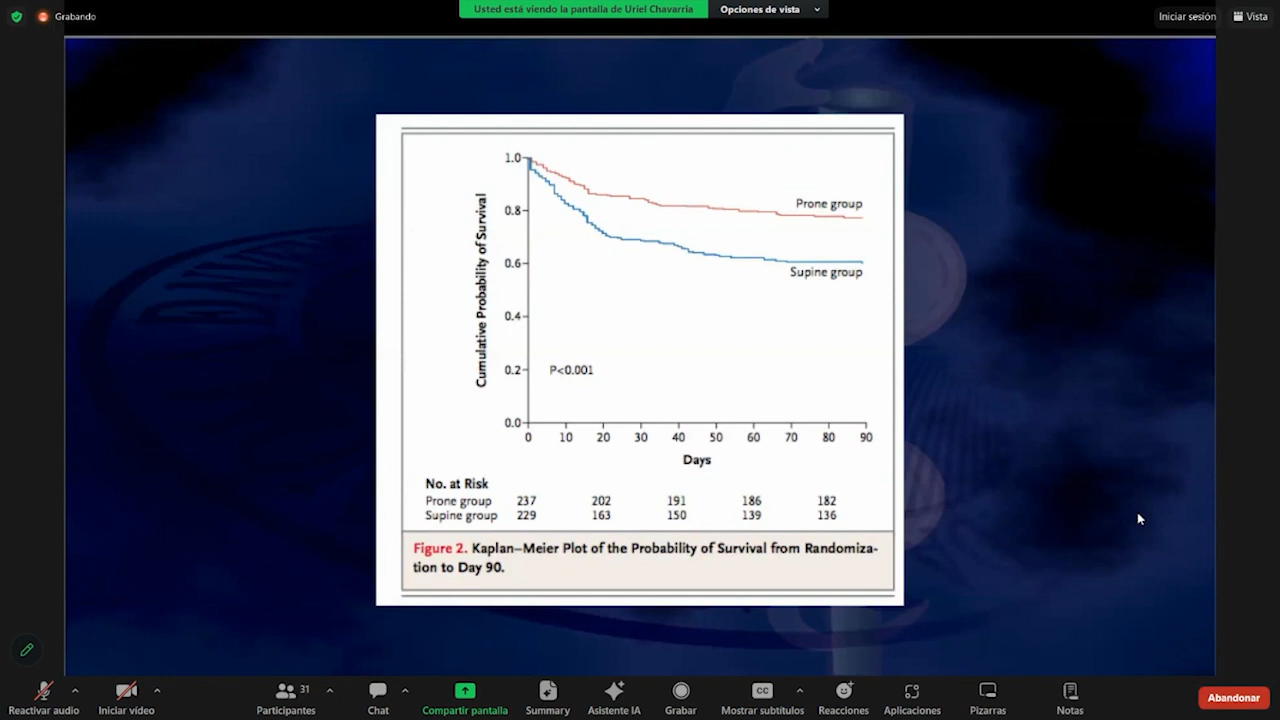 Grabando
Usted está viendo la pantalla de Uriel Chavarria
Opciones de vista
Iniciar sesión
Vista
1.0
0.8
0.6
0.4
0.2
0.0
Cumulative Probability of Survival
Prone group
Supine group
P<0.001
0 10 20 30 40 50 60 70 80 90
Days
No. at Risk
Prone group 237 202 191 186 182
Supine group 229 163 150 139 136
Figure 2. Kaplan–Meier Plot of the Probability of Survival from Randomiza-
tion to Day 90.
31
CC
Reactivar audio
Iniciar video
Participantes
Chat
Compartir pantalla
Summary
Asistente IA
Grabar
Mostrar subtítulos
Reacciones
Aplicaciones
Pizarras
Notas
Abandonar